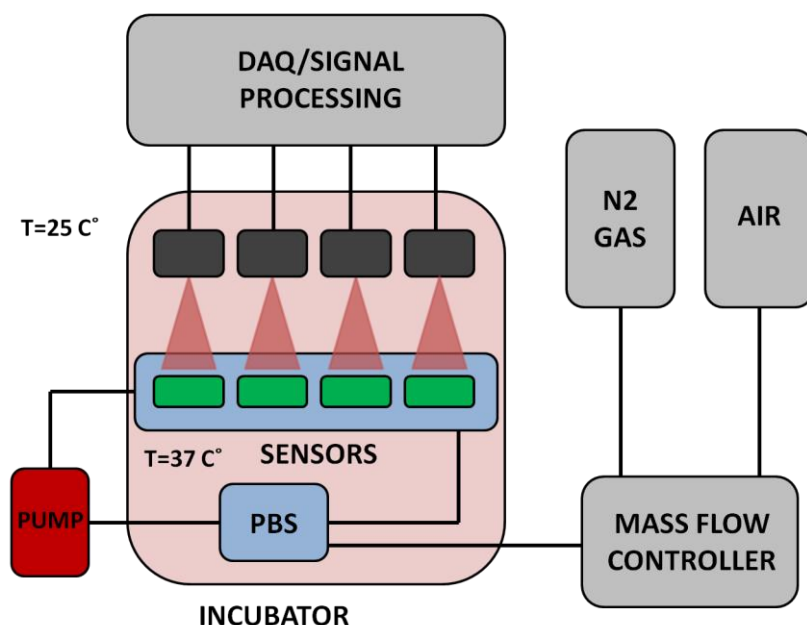 DAQ/SIGNAL
PROCESSING
T=25 C°
N2
GAS
AIR
T=37 C°
SENSORS
PUMP
PBS
MASS FLOW
CONTROLLER
INCUBATOR